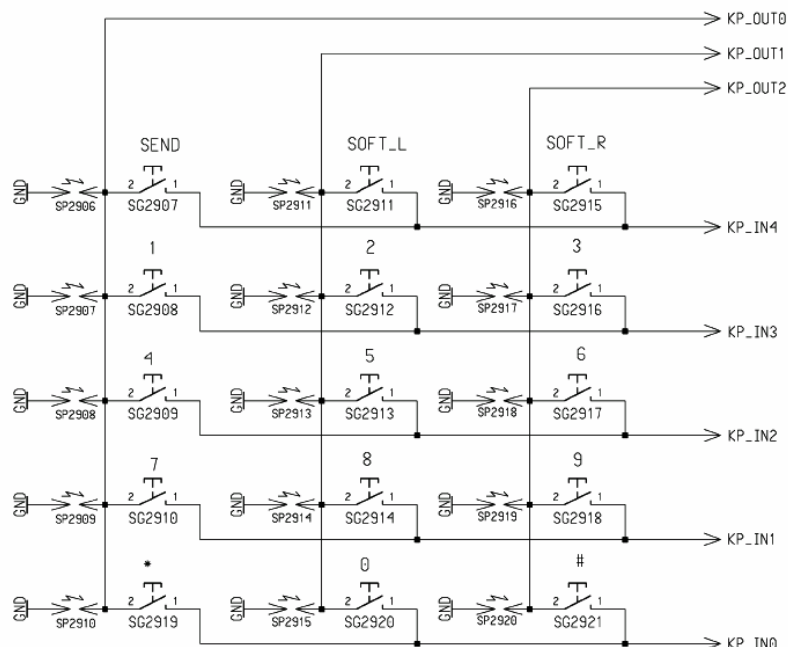 KP_OUT0
KP_OUT1
KP_OUT2
SEND SOFT_L SOFT_R
GND SP2906 2 1 SG2907 GND SP2911 2 1 SG2911 GND SP2916 2 1 SG2915
KP_IN4
1 2 3
GND SP2907 2 1 SG2908 GND SP2912 2 1 SG2912 GND SP2917 2 1 SG2916
KP_IN3
4 5 6
GND SP2908 2 1 SG2909 GND SP2913 2 1 SG2913 GND SP2918 2 1 SG2917
KP_IN2
7 8 9
GND SP2909 2 1 SG2910 GND SP2914 2 1 SG2914 GND SP2919 2 1 SG2918
KP_IN1
* 0 #
GND SP2910 2 1 SG2919 GND SP2915 2 1 SG2920 GND SP2920 2 1 SG2921
KP_IN0